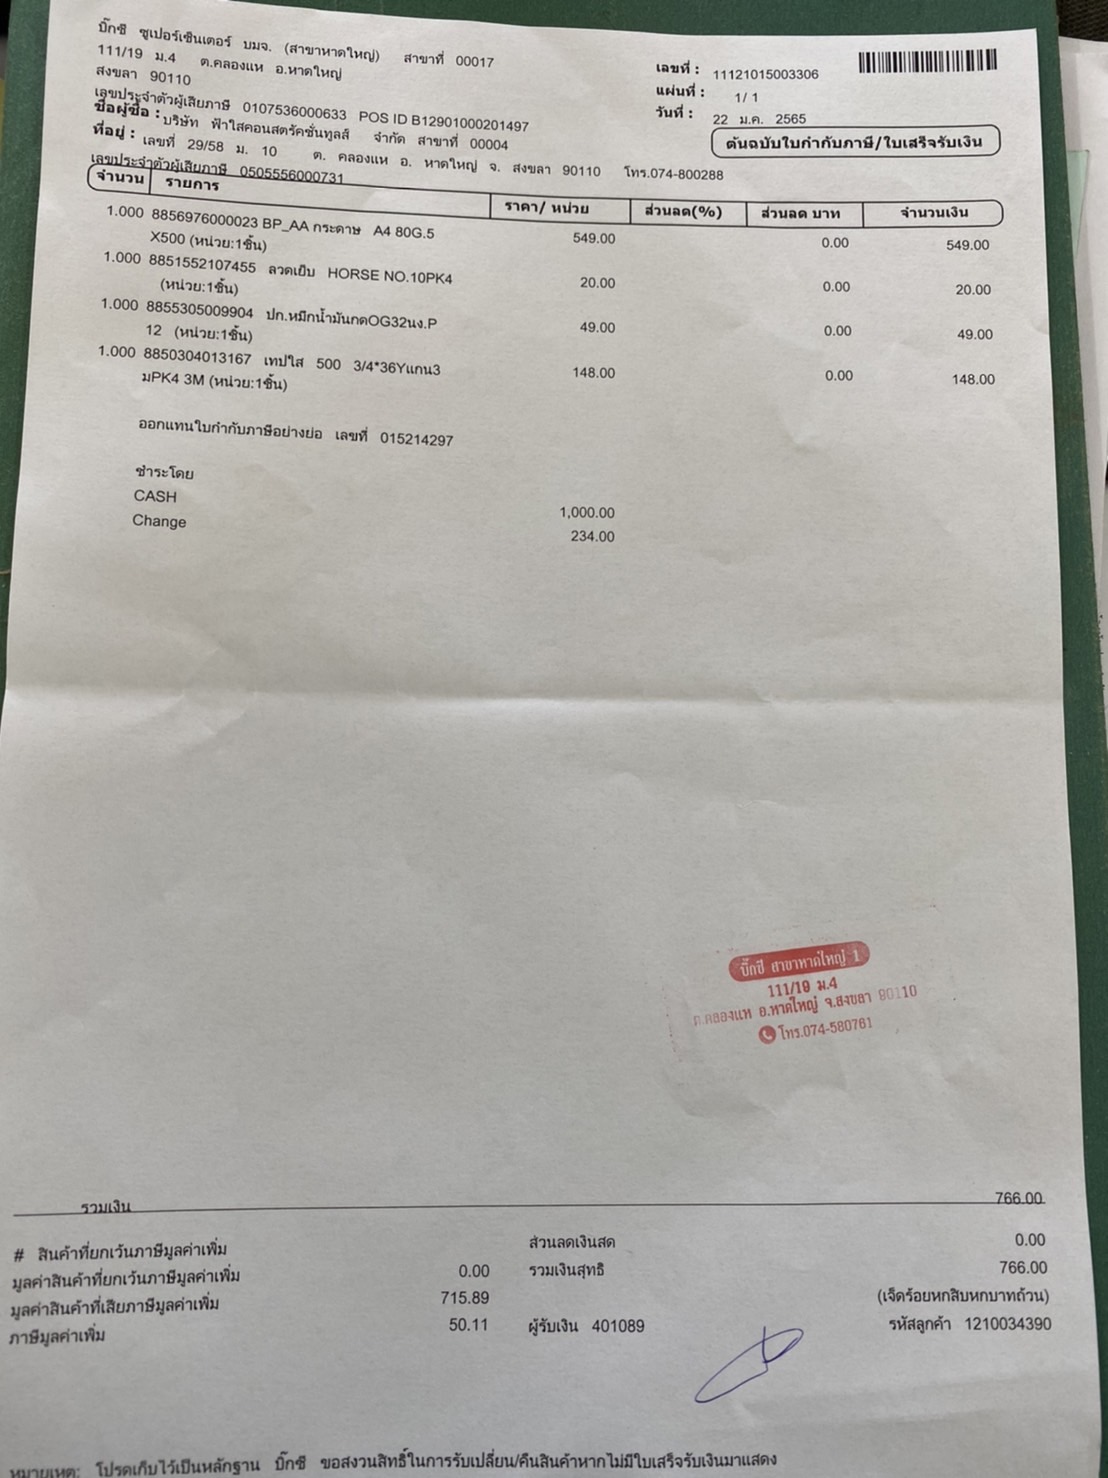 บิ๊กซี ซูเปอร์เซ็นเตอร์ บมจ. (สาขาหาดใหญ่) สาขาที่ 00017
111/19 ม.4 ต.คลองแห อ.หาดใหญ่
สงขลา 90110
เลขประจำตัวผู้เสียภาษี 0107536000633 POS ID B12901000201497
เลขที่ : 11121015003306
แผ่นที่ : 1/ 1
วันที่ : 22 ม.ค. 2565
ต้นฉบับใบกำกับภาษี/ใบเสร็จรับเงิน
ชื่อผู้ซื้อ : บริษัท ฟ้าใสคอนสตรัคชั่นทูลส์ จำกัด สาขาที่ 00004
ที่อยู่ : เลขที่ 29/58 ม. 10 ต. คลองแห อ. หาดใหญ่ จ. สงขลา 90110 โทร.074-800288
เลขประจำตัวผู้เสียภาษี 0505556000731
จำนวน รายการ ราคา/ หน่วย ส่วนลด(%) ส่วนลด บาท จำนวนเงิน
1.000 8856976000023 BP_AA กระดาษ A4 80G.5 549.00 0.00 549.00
X500 (หน่วย:1ชิ้น)
1.000 8851552107455 ลวดเย็บ HORSE NO.10PK4 20.00 0.00 20.00
(หน่วย:1ชิ้น)
1.000 8855305009904 ปก.หมึกน้ำมันกดOG32นง.P 49.00 0.00 49.00
12 (หน่วย:1ชิ้น)
1.000 8850304013167 เทปใส 500 3/4*36Yแกน3 148.00 0.00 148.00
มPK4 3M (หน่วย:1ชิ้น)
ออกแทนใบกำกับภาษีอย่างย่อ เลขที่ 015214297
ชำระโดย
CASH 1,000.00
Change 234.00
บิ๊กซี สาขาหาดใหญ่ 1
111/19 ม.4
ต.คลองแห อ.หาดใหญ่ จ.สงขลา 90110
โทร.074-580761
รวมเงิน 766.00
# สินค้าที่ยกเว้นภาษีมูลค่าเพิ่ม ส่วนลดเงินสด 0.00
มูลค่าสินค้าที่ยกเว้นภาษีมูลค่าเพิ่ม 0.00 รวมเงินสุทธิ 766.00
มูลค่าสินค้าที่เสียภาษีมูลค่าเพิ่ม 715.89 (เจ็ดร้อยหกสิบหกบาทถ้วน)
ภาษีมูลค่าเพิ่ม 50.11 ผู้รับเงิน 401089 รหัสลูกค้า 1210034390
หมายเหตุ: โปรดเก็บไว้เป็นหลักฐาน บิ๊กซี ขอสงวนสิทธิ์ในการรับเปลี่ยน/คืนสินค้าหากไม่มีใบเสร็จรับเงินมาแสดง